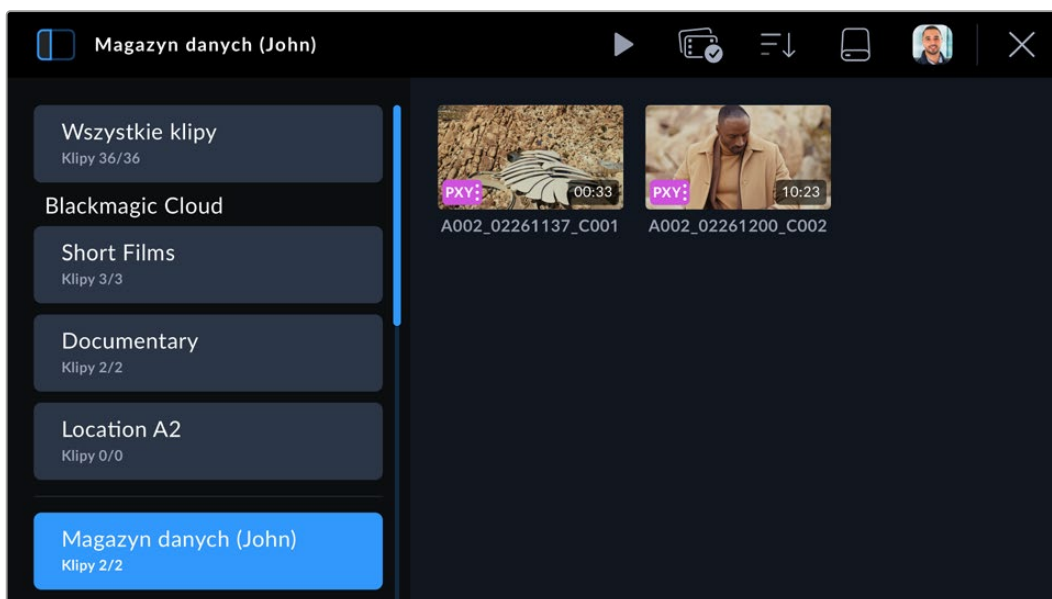 Magazyn danych (John)
Wszystkie klipy
Klipy 36/36
Blackmagic Cloud
Short Films
Klipy 3/3
Documentary
Klipy 2/2
Location A2
Klipy 0/0
Magazyn danych (John)
Klipy 2/2
PXY 00:33
A002_02261137_C001
PXY 10:23
A002_02261200_C002